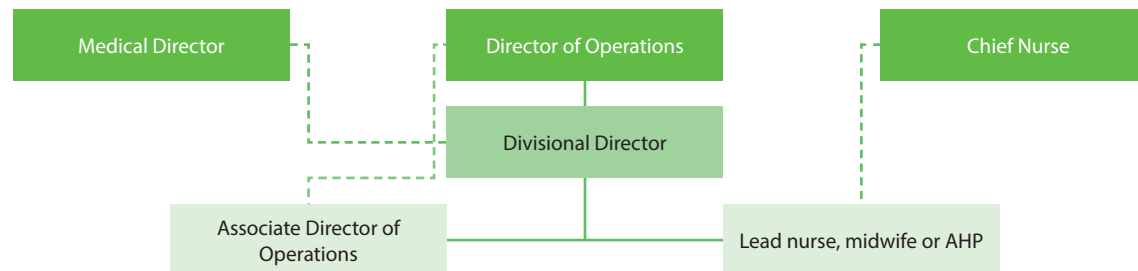 Medical Director
Director of Operations
Chief Nurse
Divisional Director
Associate Director of
Operations
Lead nurse, midwife or AHP